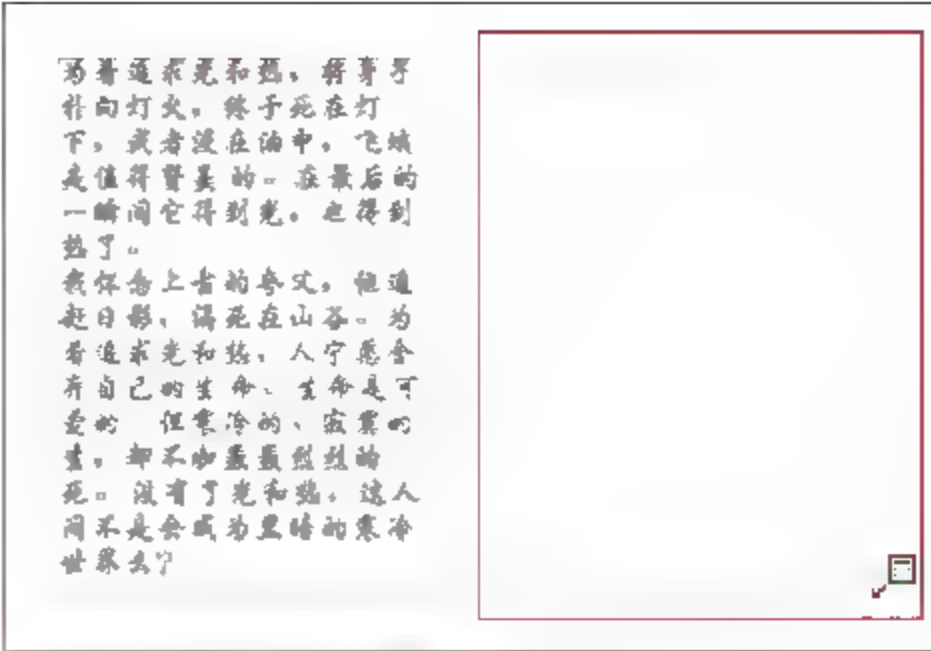 为着追求光和热，将身子
扑向灯火，终于死在灯
下，或者浸在油中，飞蛾
是值得赞美的。在最后的
一瞬间它得到光，也得到
热了。
我怀念上古的夸父，他追
赶日影，渴死在山谷。为
着追求光和热，人宁愿舍
弃自己的生命、生命是可
爱的 但寒冷的、寂寞的
生，却不如轰轰烈烈的
死。没有了光和热，这人
间不是会成为黑暗的寒冷
世界么？